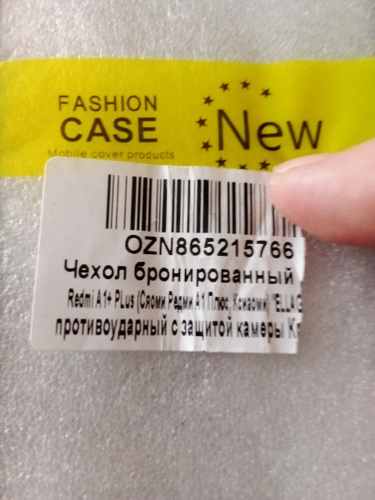 FASHION
CASE
New
Mobile cover products
OZN865215766
Чехол бронированный
Redmi A1+ PLus (Сяоми Редми А1 Плюс,
противоударный с защитой камеры